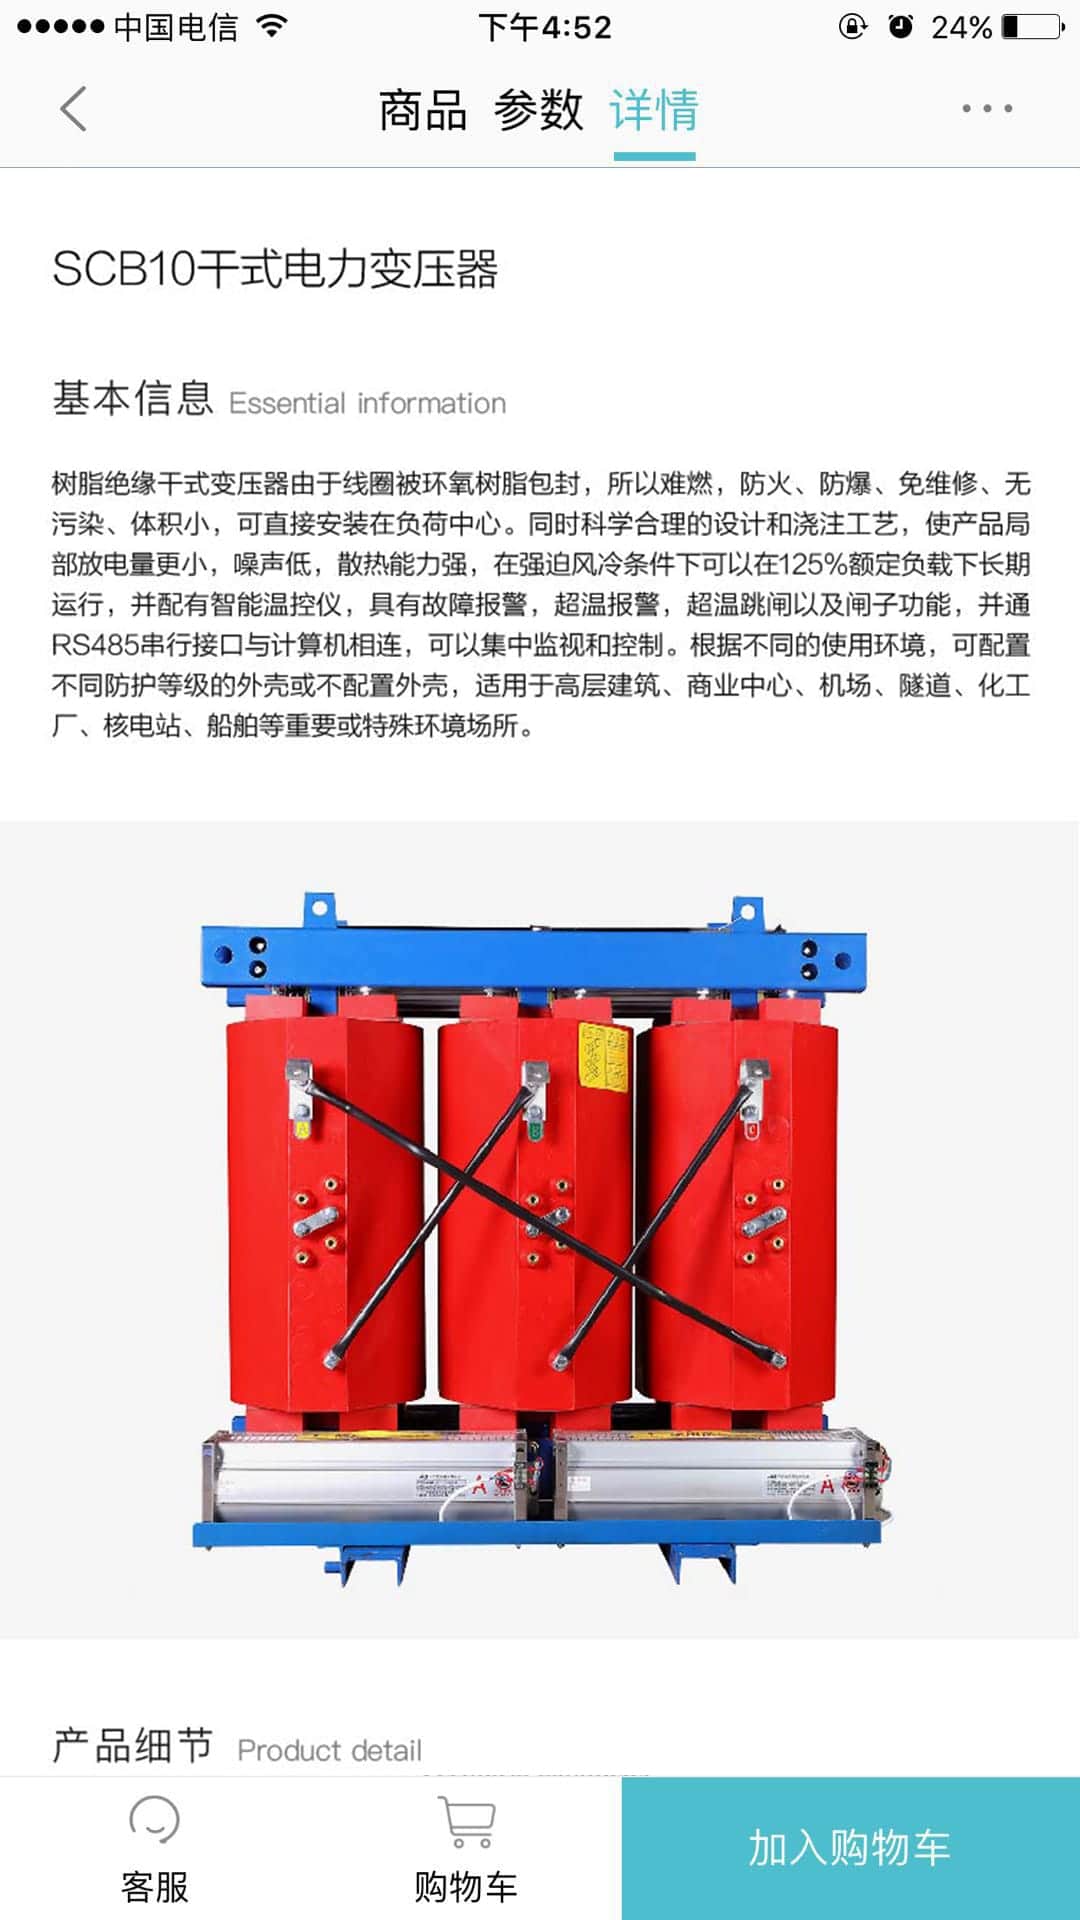 中国电信
下午4:52
24%
商品 参数 详情
SCB10干式电力变压器
基本信息 Essential information
树脂绝缘干式变压器由于线圈被环氧树脂包封，所以难燃，防火、防爆、免维修、无
污染、体积小，可直接安装在负荷中心。同时科学合理的设计和浇注工艺，使产品局
部放电量更小，噪声低，散热能力强，在强迫风冷条件下可以在125%额定负载下长期
运行，并配有智能温控仪，具有故障报警，超温报警，超温跳闸以及闸子功能，并通
RS485串行接口与计算机相连，可以集中监视和控制。根据不同的使用环境，可配置
不同防护等级的外壳或不配置外壳，适用于高层建筑、商业中心、机场、隧道、化工
厂、核电站、船舶等重要或特殊环境场所。
A
B
C
A
A
产品细节 Product detail
客服
购物车
加入购物车